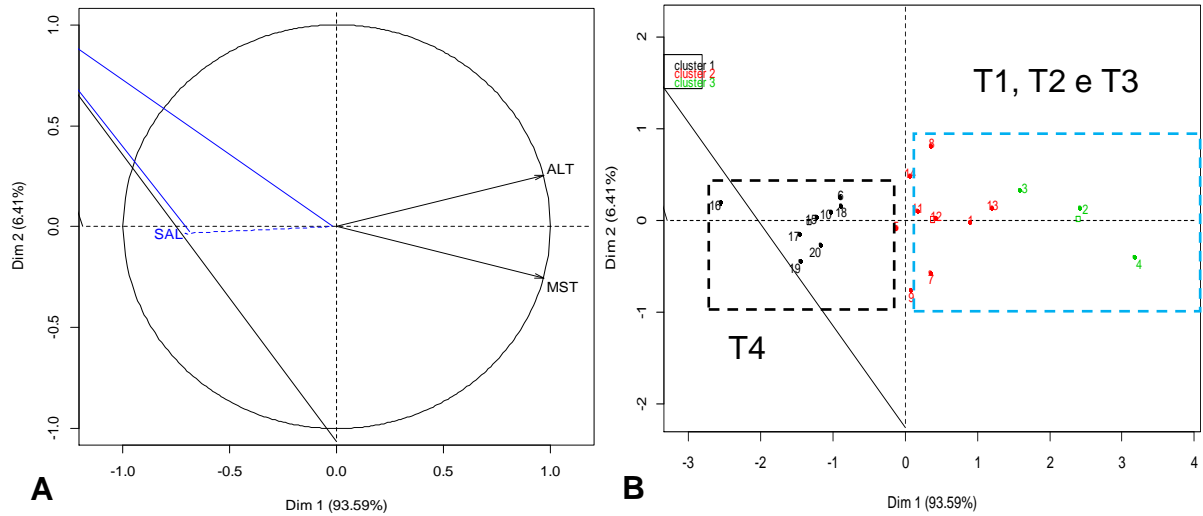 1.0
0.5
0.0
-0.5
-1.0
Dim 2 (6.41%)
ALT
MST
SAL
-1.0
-0.5
0.0
0.5
1.0
Dim 1 (93.59%)
A
2
1
0
-1
-2
Dim 2 (6.41%)
cluster 1
cluster 2
cluster 3
T1, T2 e T3
T4
16
6
18
10
17
20
19
8
11
12
1
13
7
9
3
2
4
-3
-2
-1
0
1
2
3
4
Dim 1 (93.59%)
B